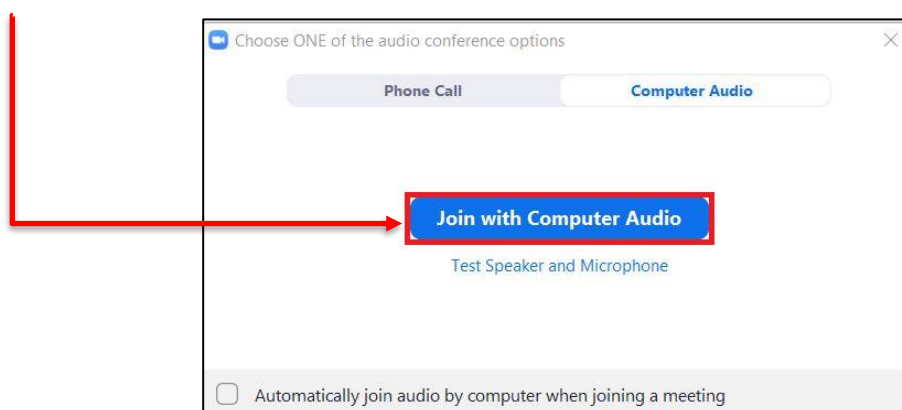 Choose ONE of the audio conference options
Phone Call Computer Audio
Join with Computer Audio
Test Speaker and Microphone
Automatically join audio by computer when joining a meeting